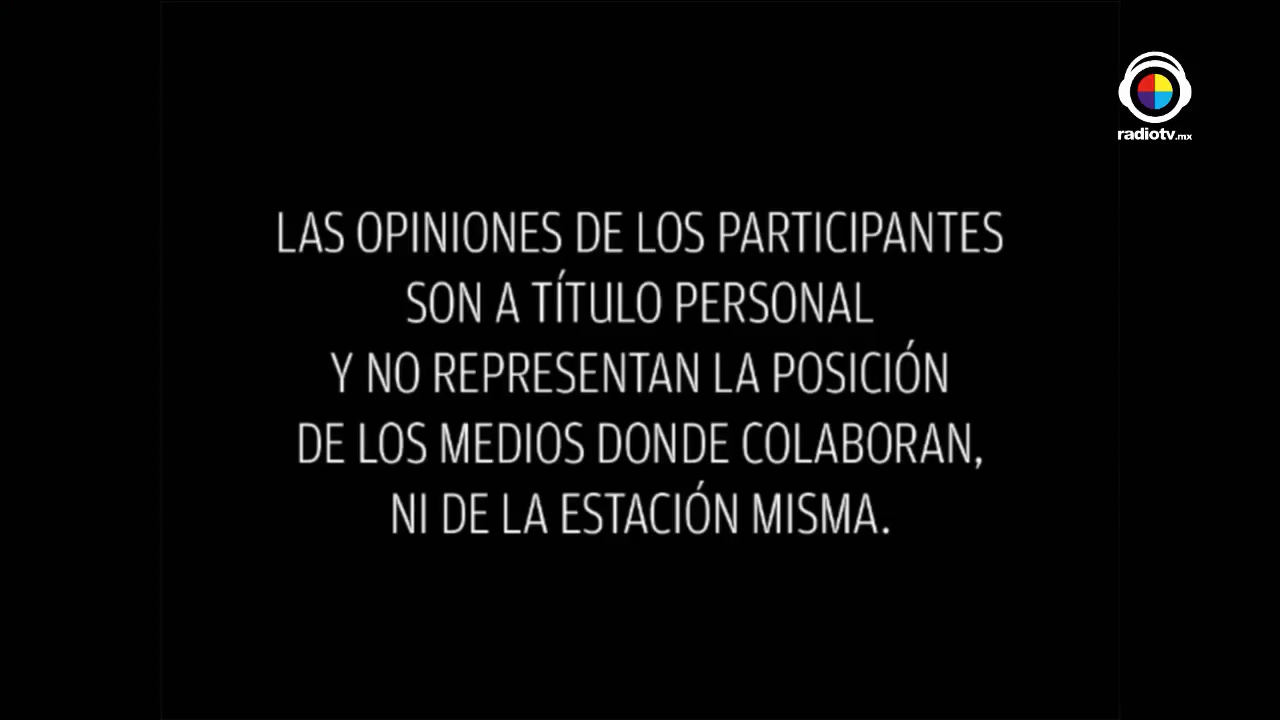 radiotv.mx
LAS OPINIONES DE LOS PARTICIPANTES
SON A TÍTULO PERSONAL
Y NO REPRESENTAN LA POSICIÓN
DE LOS MEDIOS DONDE COLABORAN,
NI DE LA ESTACIÓN MISMA.